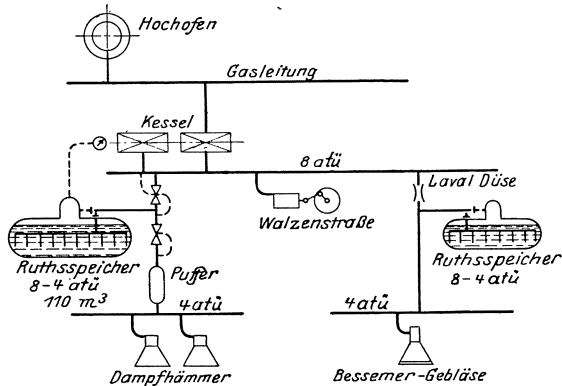 Hochofen
Gasleitung
Kessel
8 atü
Laval Düse
Walzenstraße
Ruthsspeicher
8-4 atü
110 m³
Puffer
Ruthsspeicher
8-4 atü
4 atü
4 atü
Dampfhämmer
Bessemer-Gebläse